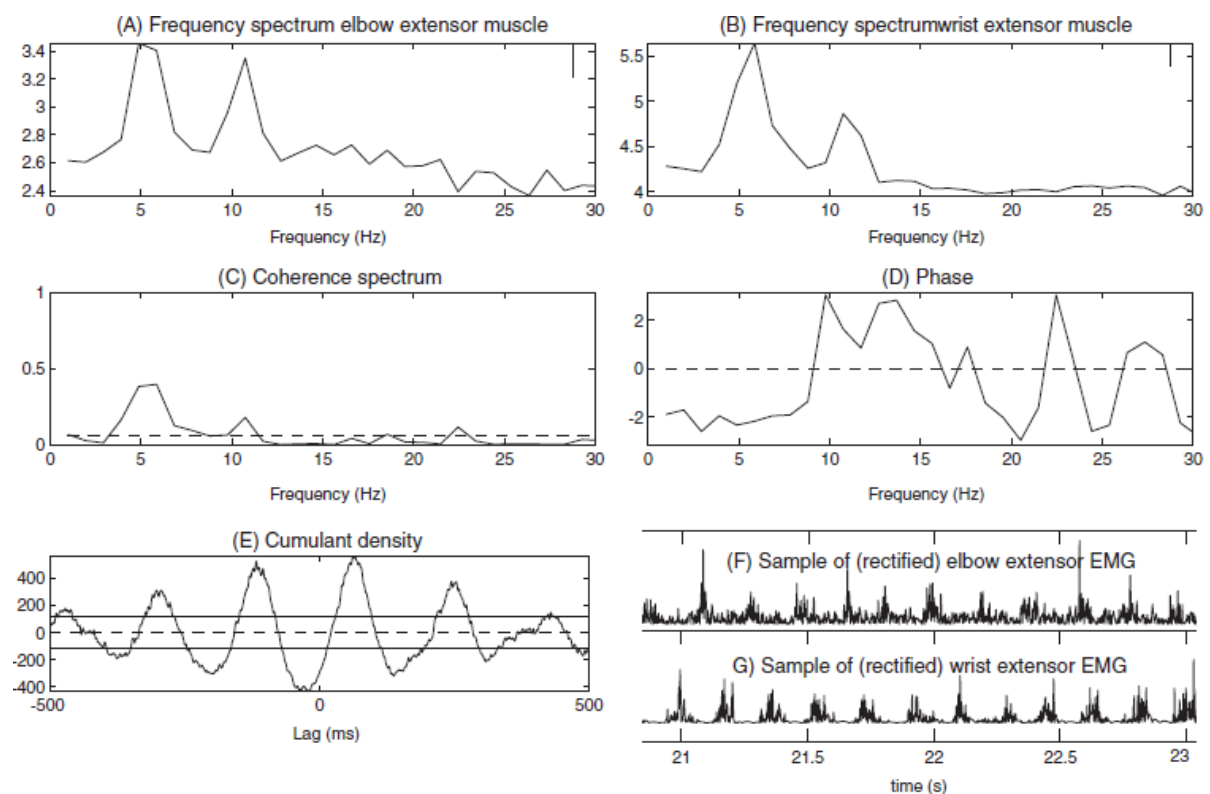 (A) Frequency spectrum elbow extensor muscle
3.4
3.2
3
2.8
2.6
2.4
0 5 10 15 20 25 30
Frequency (Hz)
(B) Frequency spectrumwrist extensor muscle
5.5
5
4.5
4
0 5 10 15 20 25 30
Frequency (Hz)
(C) Coherence spectrum
1
0.5
0
0 5 10 15 20 25 30
Frequency (Hz)
(D) Phase
2
0
-2
0 5 10 15 20 25 30
Frequency (Hz)
(E) Cumulant density
400
200
0
-200
-400
-500 0 500
Lag (ms)
(F) Sample of (rectified) elbow extensor EMG
G) Sample of (rectified) wrist extensor EMG
21 21.5 22 22.5 23
time (s)